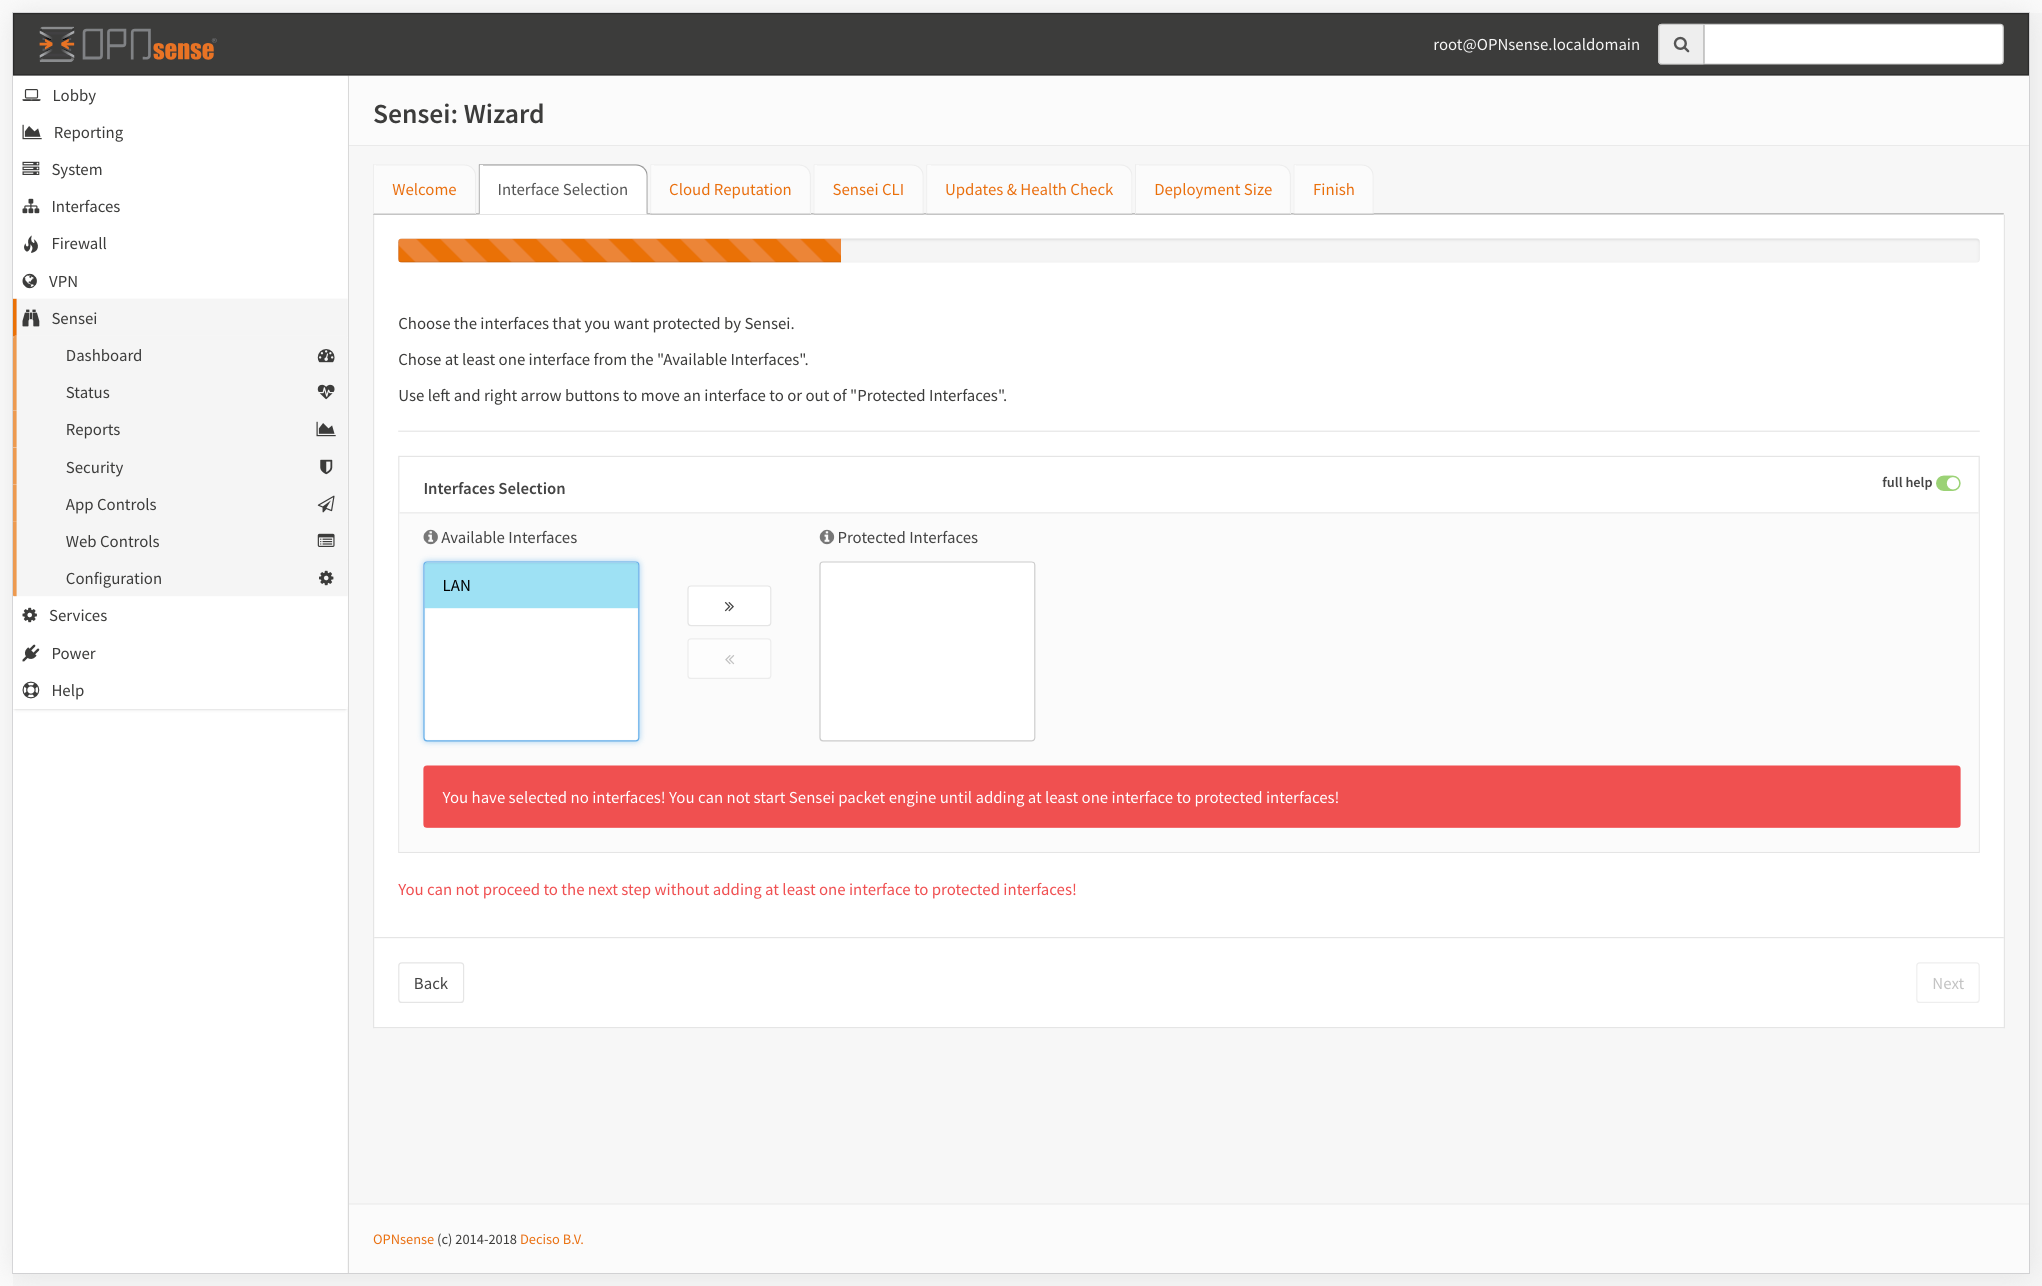 OPNsense
root@OPNsense.localdomain
Lobby
Reporting
System
Interfaces
Firewall
VPN
Sensei
Dashboard
Status
Reports
Security
App Controls
Web Controls
Configuration
Services
Power
Help
Sensei: Wizard
Welcome Interface Selection Cloud Reputation Sensei CLI Updates & Health Check Deployment Size Finish
Choose the interfaces that you want protected by Sensei.
Chose at least one interface from the "Available Interfaces".
Use left and right arrow buttons to move an interface to or out of "Protected Interfaces".
Interfaces Selection full help
Available Interfaces Protected Interfaces
LAN
»
«
You have selected no interfaces! You can not start Sensei packet engine until adding at least one interface to protected interfaces!
You can not proceed to the next step without adding at least one interface to protected interfaces!
Back Next
OPNsense (c) 2014-2018 Deciso B.V.